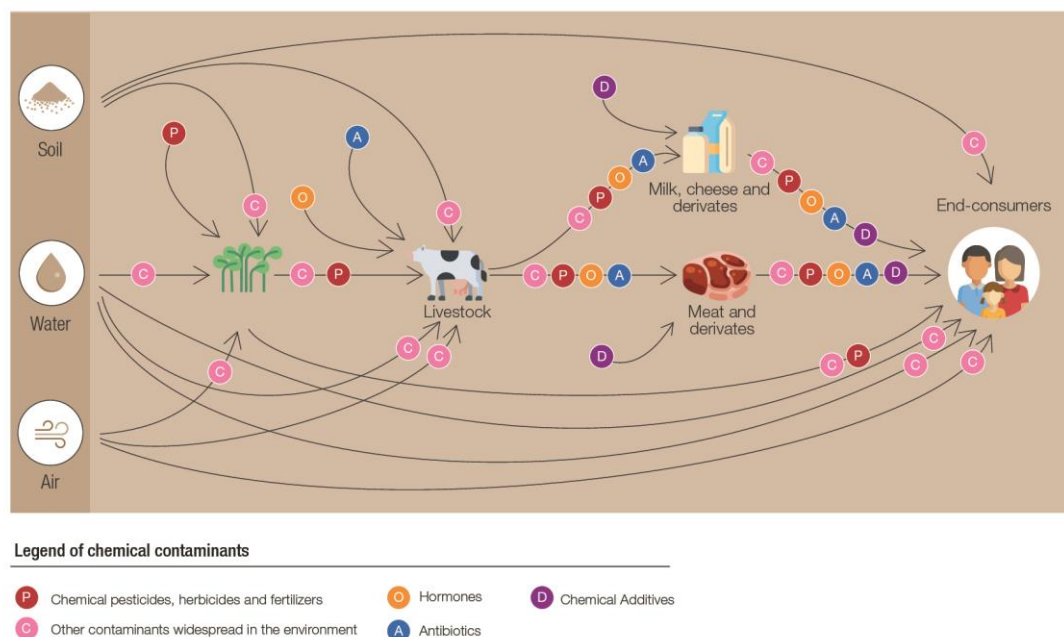 Soil
Water
Air
P
A
O
C
C
C
C
P
C
C
C
D
C
P
O
A
Milk, cheese and
derivates
C
P
O
A
D
C
End-consumers
Livestock
C
P
O
A
Meat and
derivates
C
P
O
A
D
D
C
P
C
C
C
Legend of chemical contaminants
P Chemical pesticides, herbicides and fertilizers
O Hormones
D Chemical Additives
C Other contaminants widespread in the environment
A Antibiotics